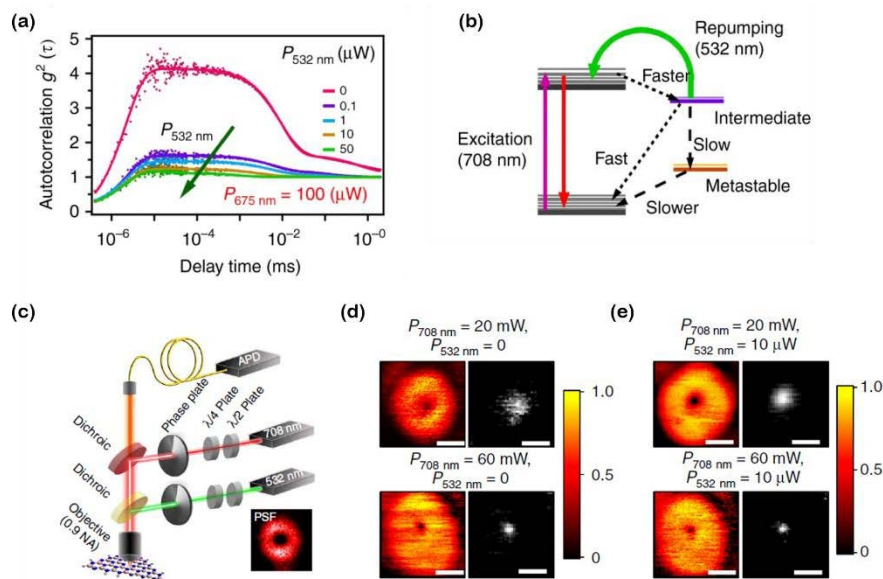 (a)
Autocorrelation g² (τ)
5
4
3
2
1
0
P532 nm (μW)
0
0.1
1
10
50
P532 nm
P675 nm = 100 (μW)
10⁻⁶
10⁻⁵
10⁻⁴
10⁻²
10⁻⁰
Delay time (ms)
(b)
Repumping
(532 nm)
Faster
Intermediate
Excitation
(708 nm)
Fast
Slow
Metastable
Slower
(c)
APD
Phase plate
λ/4 Plate
λ/2 Plate
708 nm
Dichroic
532 nm
Dichroic
Objective
(0.9 NA)
PSF
(d)
P708 nm = 20 mW,
P532 nm = 0
P708 nm = 60 mW,
P532 nm = 0
1.0
0.5
0
(e)
P708 nm = 20 mW,
P532 nm = 10 μW
P708 nm = 60 mW
P532 nm = 10 μW
1.0
0.5
0